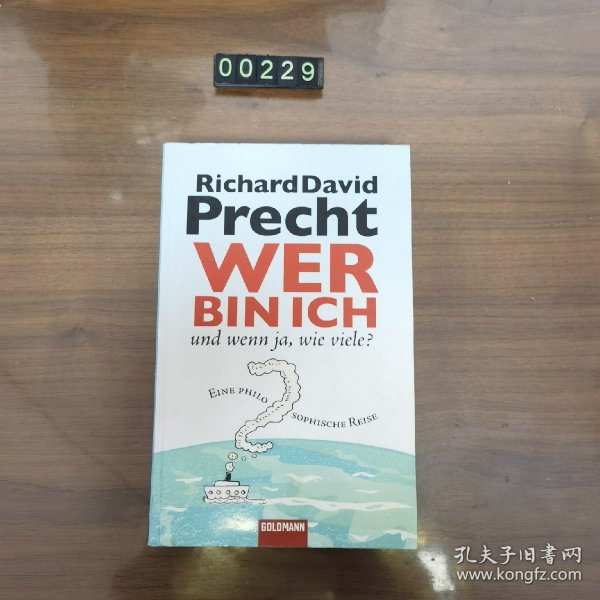 00229
Richard David
Precht
WER
BIN ICH
und wenn ja, wie viele?
EINE PHILO
SOPHISCHE REISE
GOLDMANN
孔夫子旧书网
www.kongfz.com